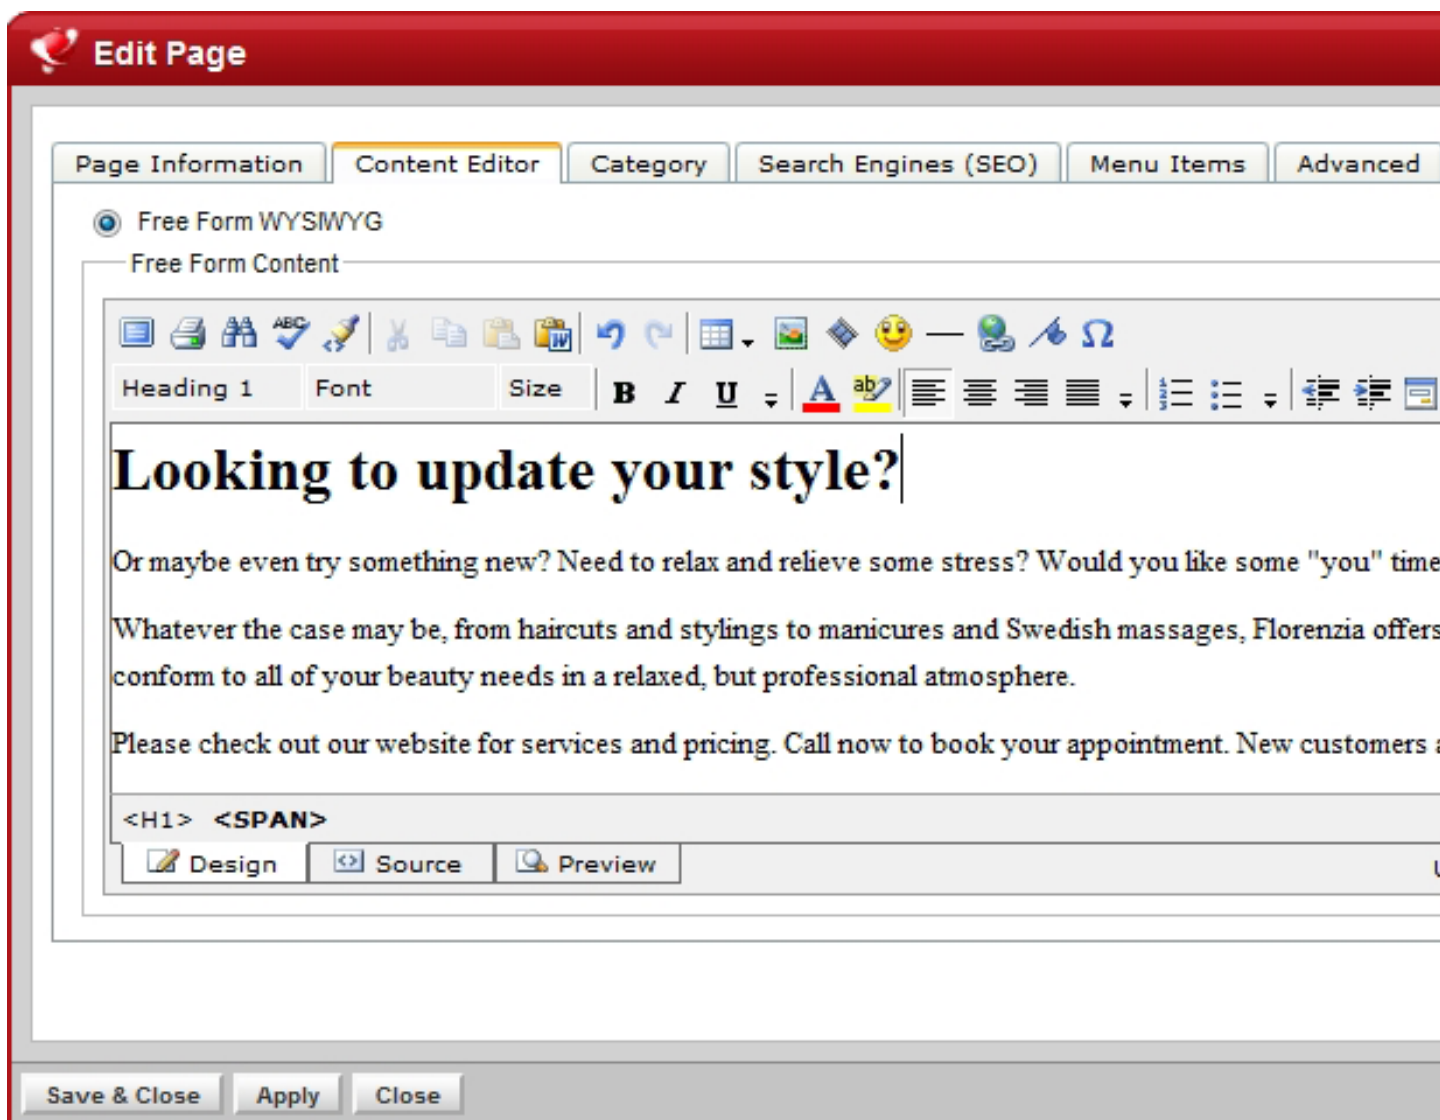 Edit Page
Page Information Content Editor Category Search Engines (SEO) Menu Items Advanced
Free Form WYSIWYG
Free Form Content
ABC
Heading 1 Font Size B I U A ab
Looking to update your style?
Or maybe even try something new? Need to relax and relieve some stress? Would you like some "you" time
Whatever the case may be, from haircuts and stylings to manicures and Swedish massages, Florenzia offers
conform to all of your beauty needs in a relaxed, but professional atmosphere.
Please check out our website for services and pricing. Call now to book your appointment. New customers a
<H1> <SPAN>
Design Source Preview
Save & Close Apply Close